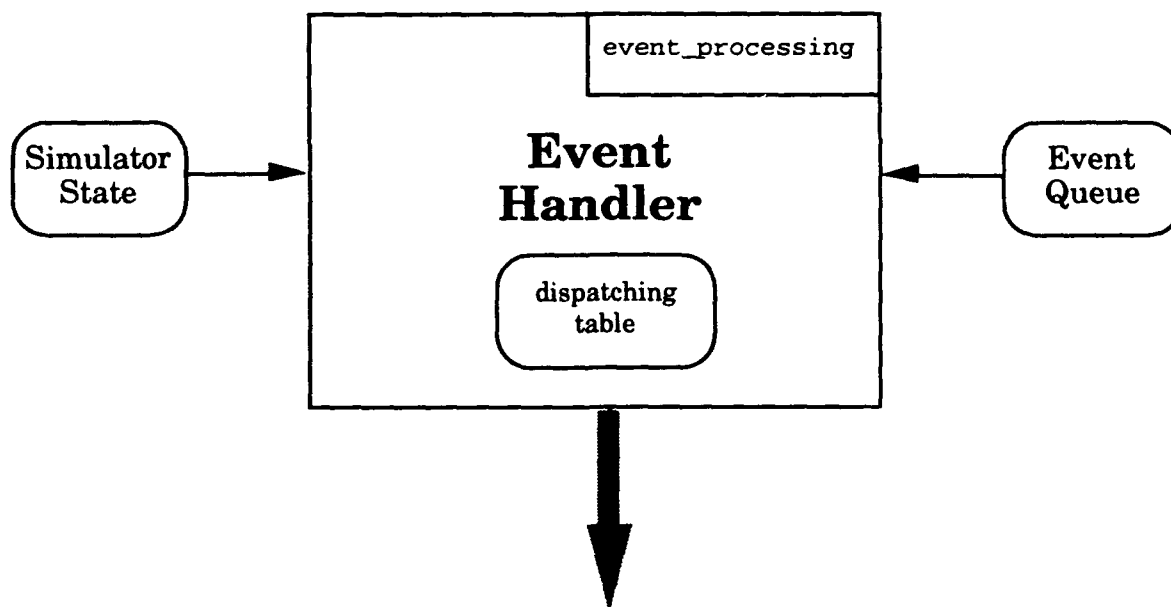 event_processing
Simulator
State
Event
Handler
Event
Queue
dispatching
table